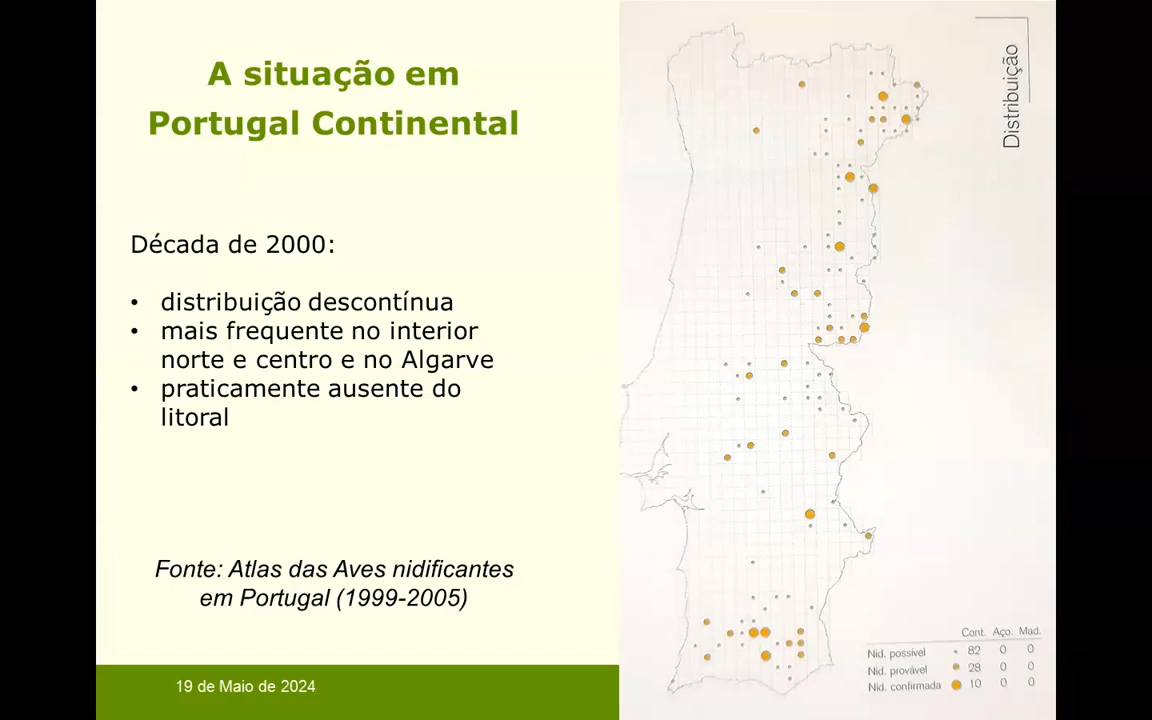 A situação em
Portugal Continental
Década de 2000:
• distribuição descontínua
• mais frequente no interior
norte e centro e no Algarve
• praticamente ausente do
litoral
Fonte: Atlas das Aves nidificantes
em Portugal (1999-2005)
19 de Maio de 2024
Distribuição
Cont. Aço. Mad.
Nid. possível 82 0 0
Nid. provável 28 0 0
Nid. confirmada 10 0 0